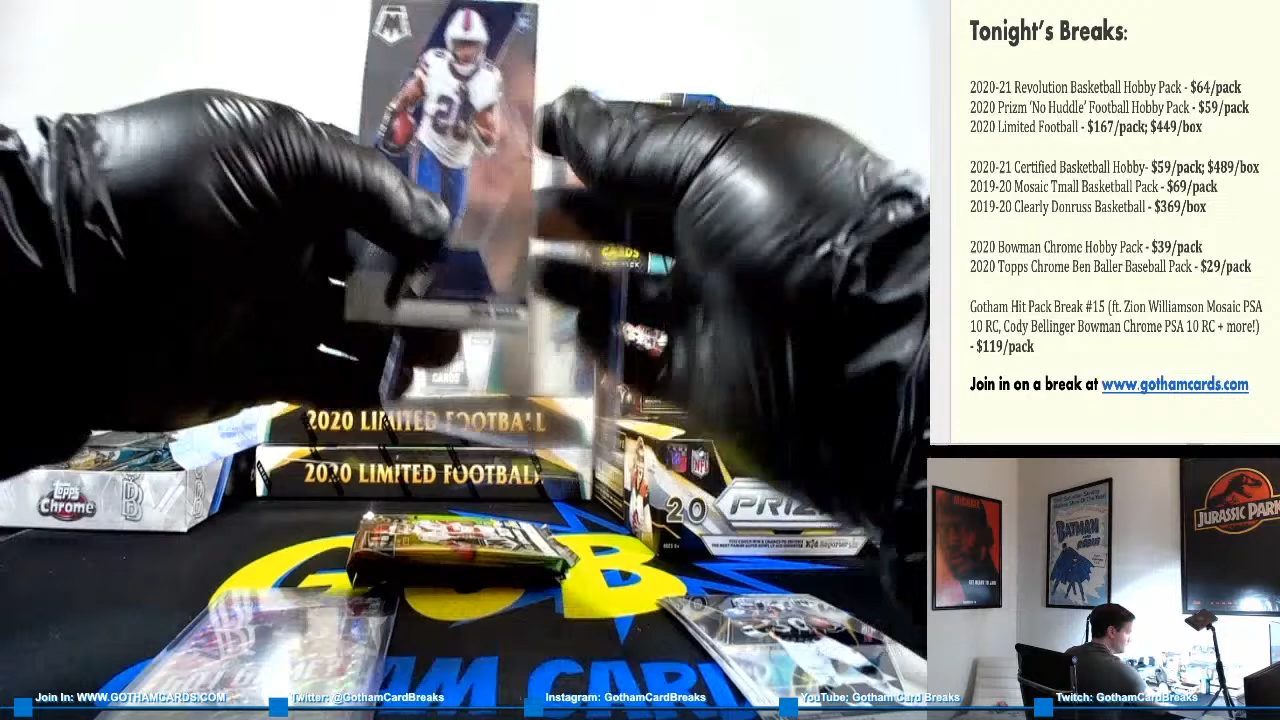 Tonight's Breaks:
2020-21 Revolution Basketball Hobby Pack - $64/pack
2020 Prizm 'No Huddle' Football Hobby Pack - $59/pack
2020 Limited Football - $167/pack; $449/box
2020-21 Certified Basketball Hobby- $59/pack; $489/box
2019-20 Mosaic Tmall Basketball Pack - $69/pack
2019-20 Clearly Donruss Basketball - $369/box
2020 Bowman Chrome Hobby Pack - $39/pack
2020 Topps Chrome Ben Baller Baseball Pack - $29/pack
Gotham Hit Pack Break #15 (ft. Zion Williamson Mosaic PSA
10 RC, Cody Bellinger Bowman Chrome PSA 10 RC + more!)
- $119/pack
Join in on a break at www.gothamcards.com
CARDS
CARDS
2020 LIMITED FOOTBALL
2020 LIMITED FOOTBALL
Topps
Chrome
NFL
20
PRIZ
JURASSIC PARK
BATMAN
Join In: WWW.GOTHAMCARDS.COM
Twitter: @GothamCardBreaks
Instagram: GothamCardBreaks
YouTube: Gotham Card Breaks
Twitch: GothamCardBreaks